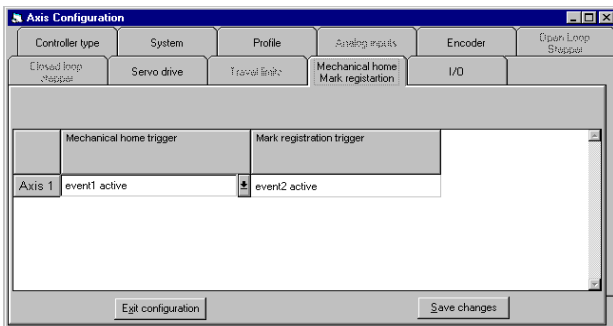 Axis Configuration
Controller type
System
Profile
Analog inputs
Encoder
Open Loop
Stepper
Closed loop
stepper
Servo drive
Travel limits
Mechanical home
Mark registartion
I/O
Mechanical home trigger
Mark registration trigger
Axis 1
event1 active
event2 active
Exit configuration
Save changes